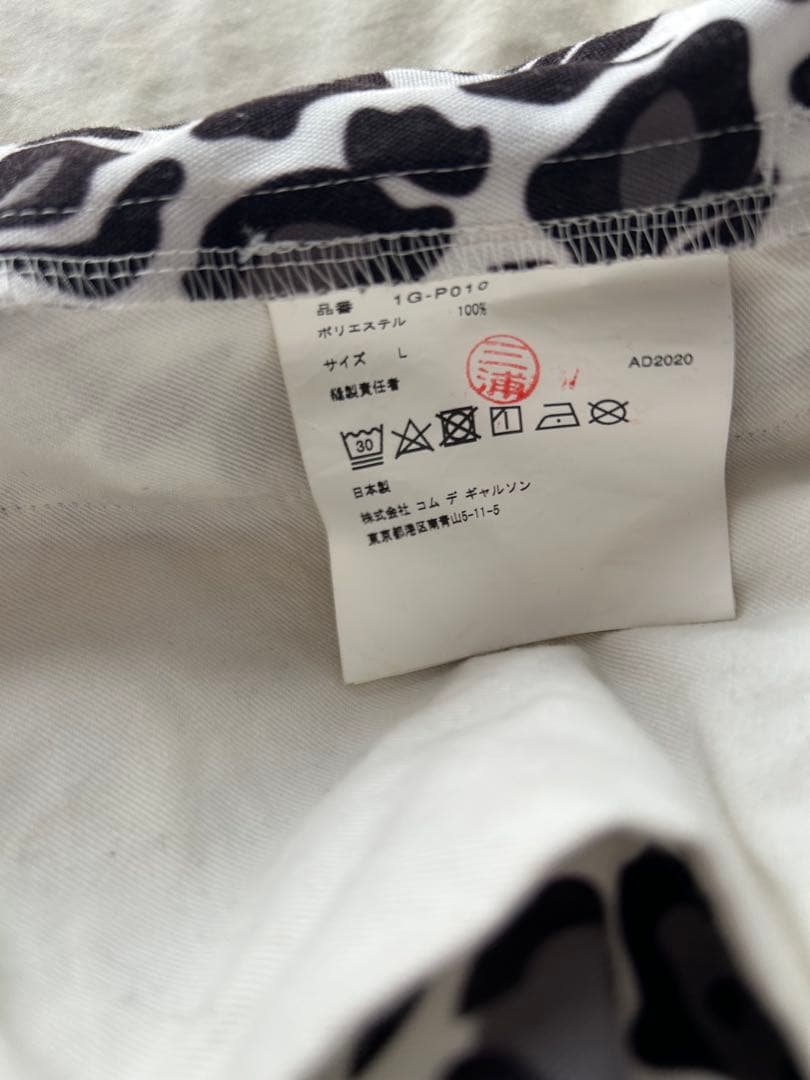 品番 1G-P010
ポリエステル 100%
サイズ L
AD2020
縫製責任者
三浦
30
日本製
株式会社 コム デ ギャルソン
東京都港区南青山5-11-5